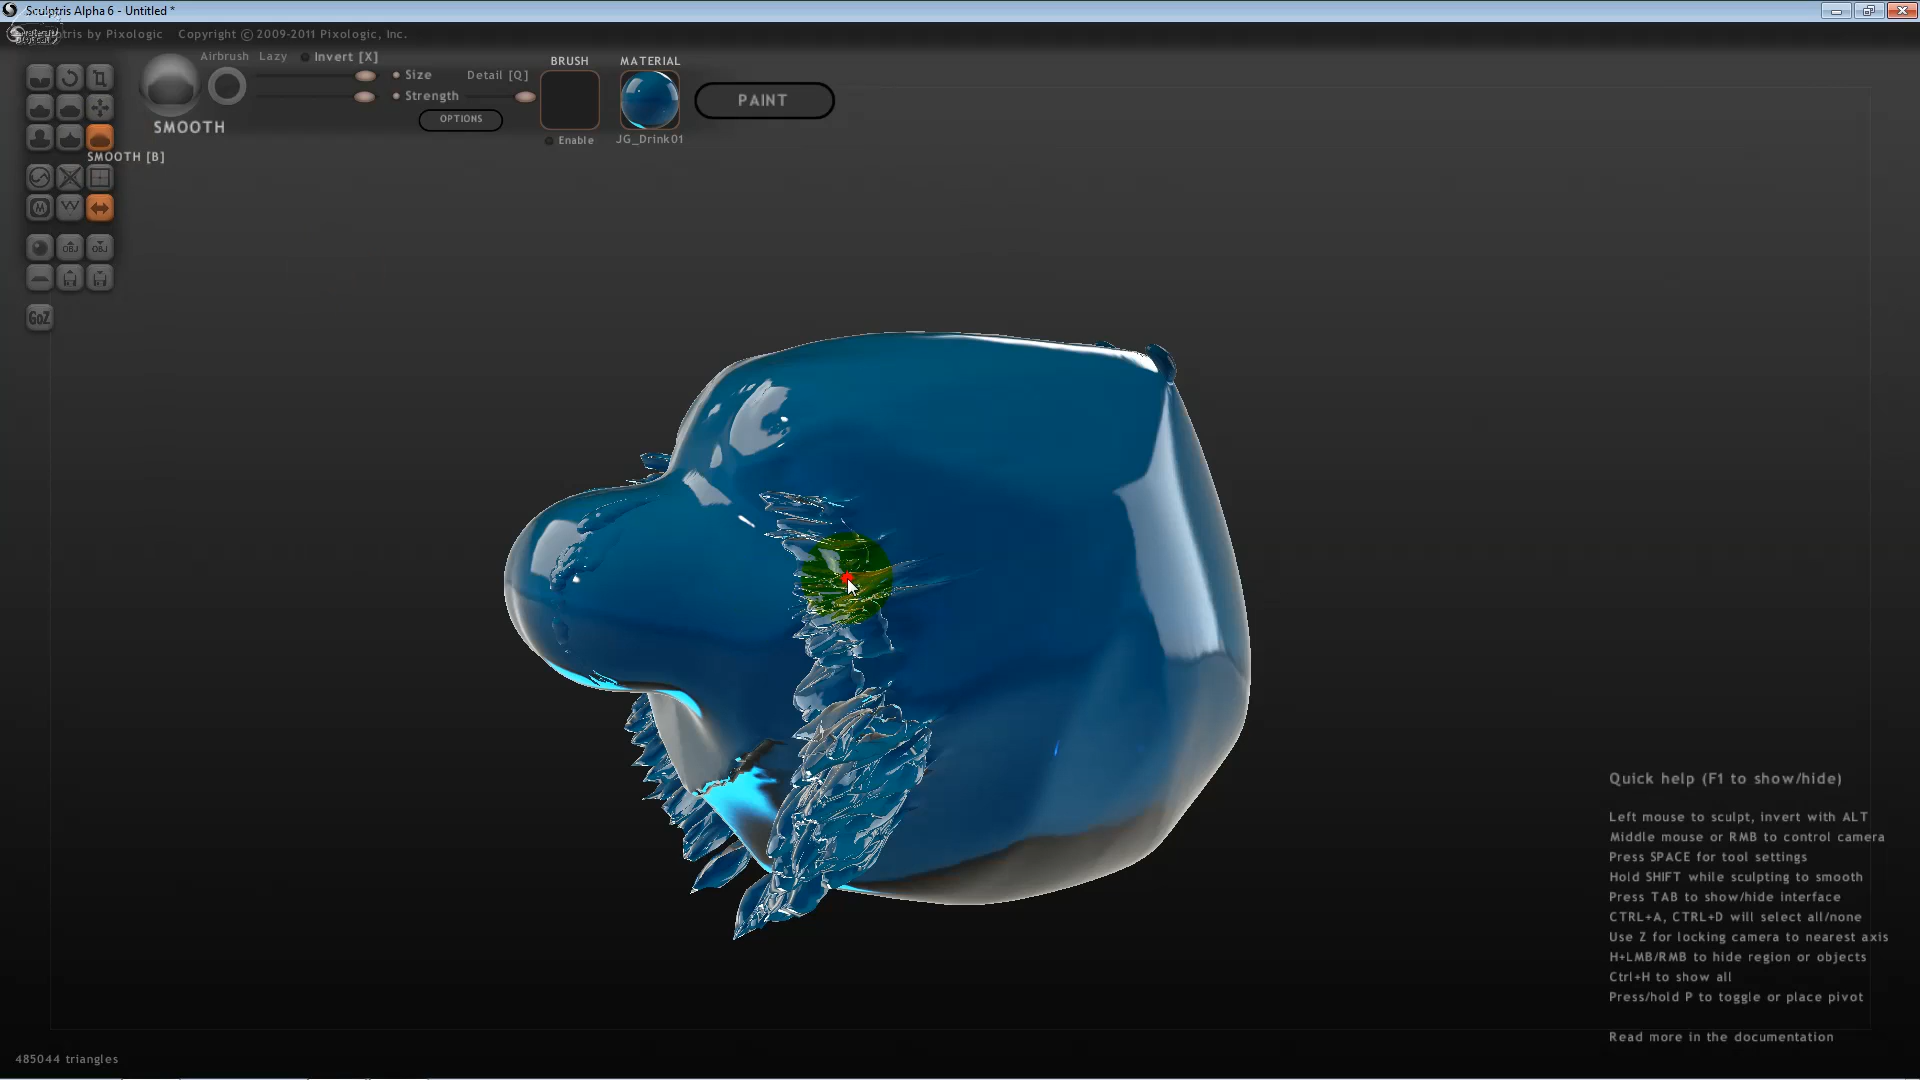 Sculptris Alpha 6 - Untitled *
tris by Pixologic Copyright © 2009-2011 Pixologic, Inc.
Airbrush Lazy Invert [X]
Size Detail [Q]
Strength
OPTIONS
SMOOTH
SMOOTH [B]
BRUSH
Enable
MATERIAL
JG_Drink01
PAINT
OBJ OBJ
GoZ
Quick help (F1 to show/hide)
Left mouse to sculpt, invert with ALT
Middle mouse or RMB to control camera
Press SPACE for tool settings
Hold SHIFT while sculpting to smooth
Press TAB to show/hide interface
CTRL+A, CTRL+D will select all/none
Use Z for locking camera to nearest axis
H+LMB/RMB to hide region or objects
Ctrl+H to show all
Press/hold P to toggle or place pivot
Read more in the documentation
485044 triangles